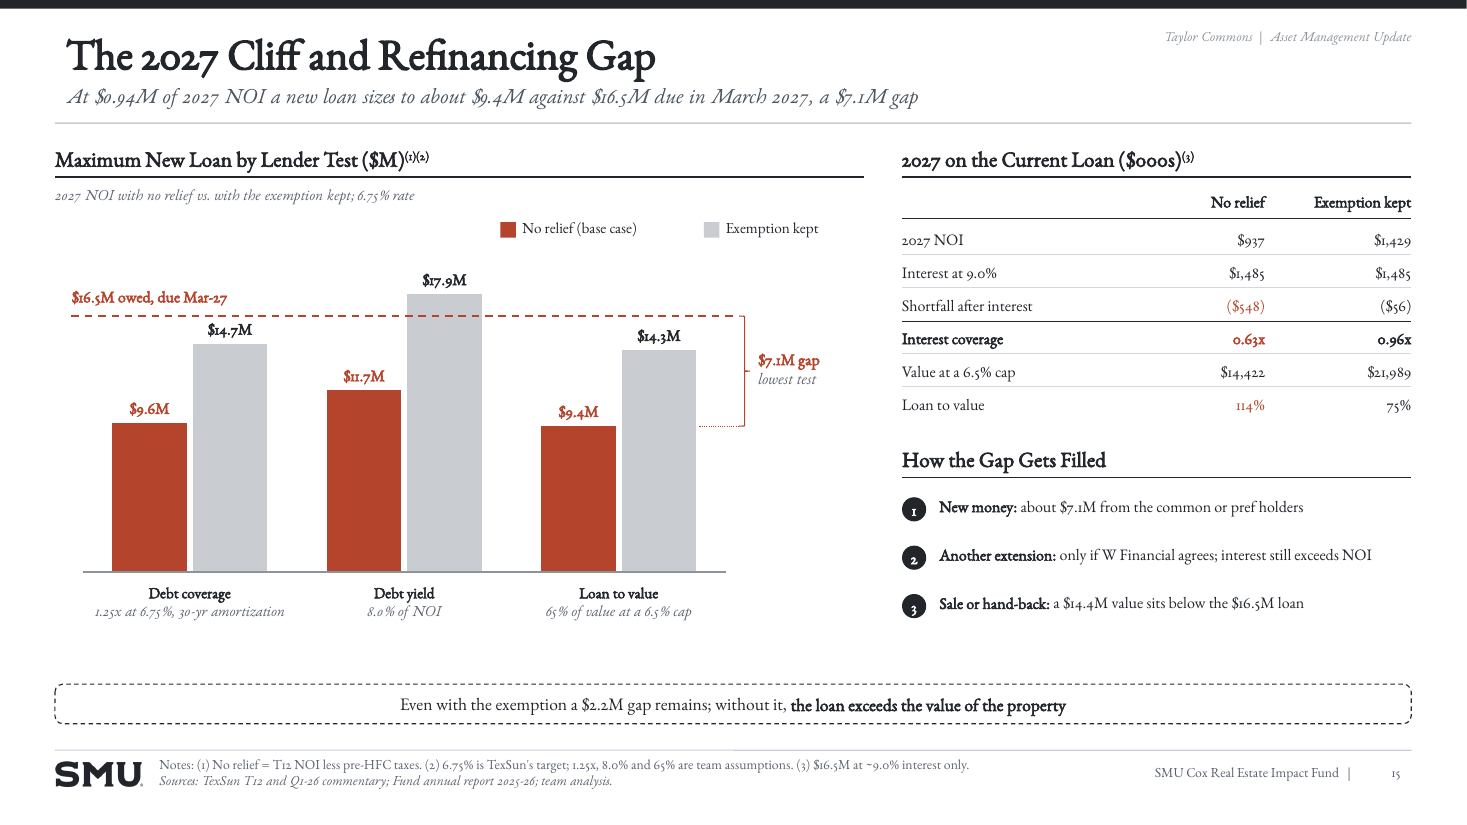 Taylor Commons | Asset Management Update
The 2027 Cliff and Refinancing Gap
At $0.94M of 2027 NOI a new loan sizes to about $9.4M against $16.5M due in March 2027, a $7.1M gap
Maximum New Loan by Lender Test ($M)(1)(2)
2027 NOI with no relief vs. with the exemption kept; 6.75% rate
No relief (base case)
Exemption kept
$16.5M owed, due Mar-27
$9.6M
$14.7M
$11.7M
$17.9M
$9.4M
$14.3M
$7.1M gap
lowest test
Debt coverage
1.25x at 6.75%, 30-yr amortization
Debt yield
8.0% of NOI
Loan to value
65% of value at a 6.5% cap
2027 on the Current Loan ($000s)(3)
No relief Exemption kept
2027 NOI $937 $1,429
Interest at 9.0% $1,485 $1,485
Shortfall after interest ($548) ($56)
Interest coverage 0.63x 0.96x
Value at a 6.5% cap $14,422 $21,989
Loan to value 114% 75%
How the Gap Gets Filled
1 New money: about $7.1M from the common or pref holders
2 Another extension: only if W Financial agrees; interest still exceeds NOI
3 Sale or hand-back: a $14.4M value sits below the $16.5M loan
Even with the exemption a $2.2M gap remains; without it, the loan exceeds the value of the property
SMU
Notes: (1) No relief = T12 NOI less pre-HFC taxes. (2) 6.75% is TexSun's target; 1.25x, 8.0% and 65% are team assumptions. (3) $16.5M at ~9.0% interest only.
Sources: TexSun T12 and Q1-26 commentary; Fund annual report 2025-26; team analysis.
SMU Cox Real Estate Impact Fund | 15